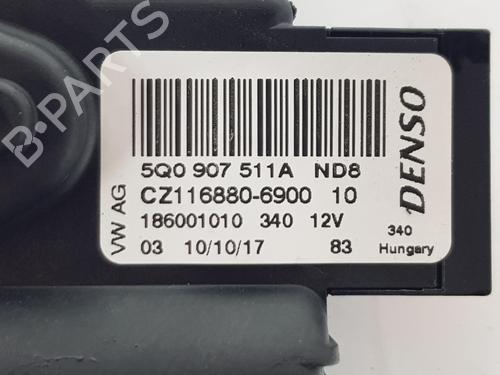 5Q0 907 511A ND8
CZ116880-6900 10
186001010 340 12V
03 10/10/17 83
VW AG
DENSO
340
Hungary
B-PARTS